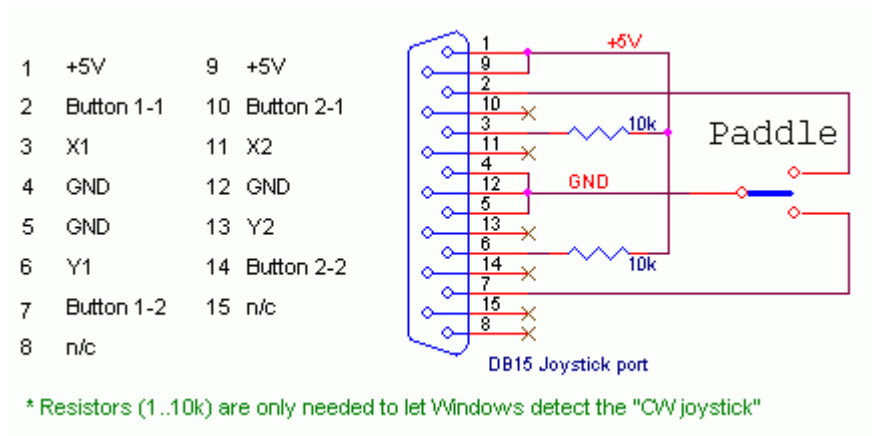 1 +5V 9 +5V
2 Button 1-1 10 Button 2-1
3 X1 11 X2
4 GND 12 GND
5 GND 13 Y2
6 Y1 14 Button 2-2
7 Button 1-2 15 n/c
8 n/c
1
9
2
10
3
11
4
12
5
13
6
14
7
15
8
+5V
10k
GND
10k
Paddle
DB15 Joystick port
* Resistors (1..10k) are only needed to let Windows detect the "CW joystick"